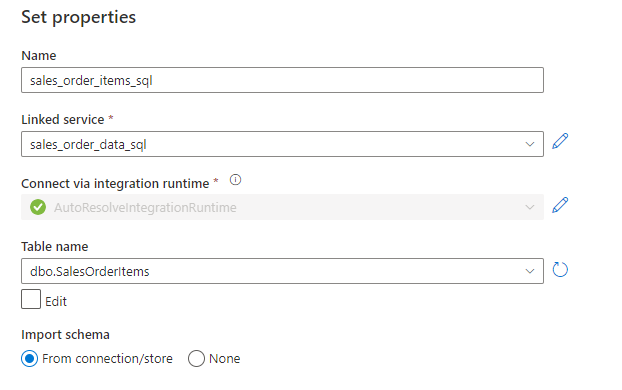 Set properties
Name
sales_order_items_sql
Linked service *
sales_order_data_sql
Connect via integration runtime *
AutoResolveIntegrationRuntime
Table name
dbo.SalesOrderItems
Edit
Import schema
From connection/store None